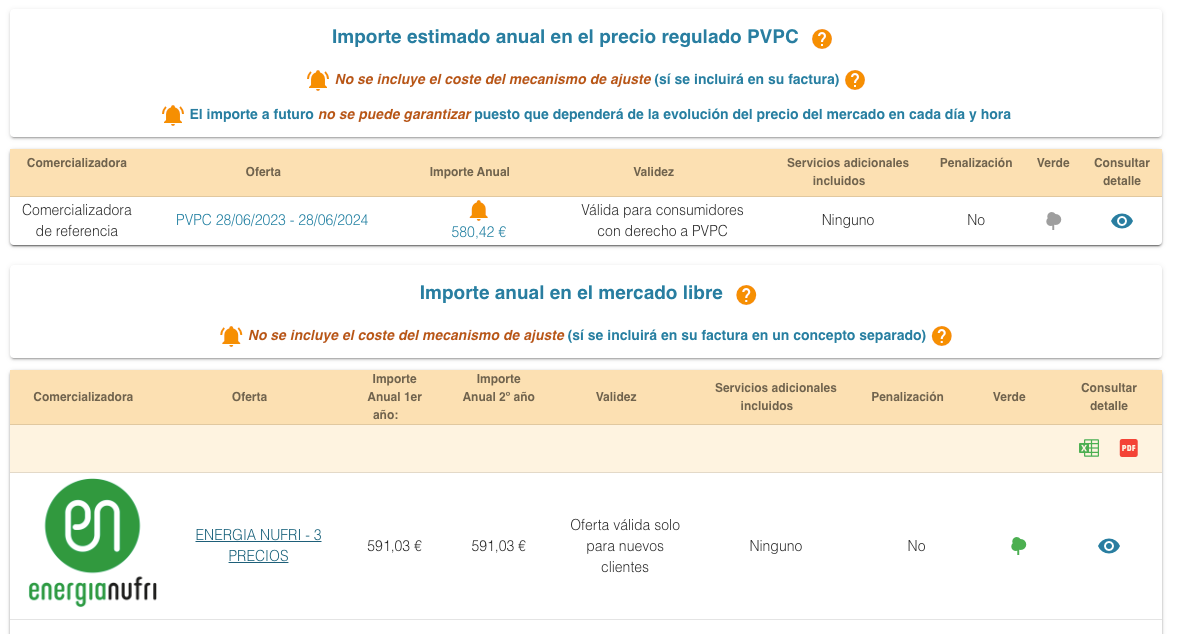 Importe estimado anual en el precio regulado PVPC ?
No se incluye el coste del mecanismo de ajuste (sí se incluirá en su factura) ?
El importe a futuro no se puede garantizar puesto que dependerá de la evolución del precio del mercado en cada día y hora
Comercializadora
Oferta
Importe Anual
Validez
Servicios adicionales
incluidos
Penalización
Verde
Consultar
detalle
Comercializadora
de referencia
PVPC 28/06/2023 - 28/06/2024
580,42 €
Válida para consumidores
con derecho a PVPC
Ninguno
No
Importe anual en el mercado libre ?
No se incluye el coste del mecanismo de ajuste (sí se incluirá en su factura en un concepto separado) ?
Comercializadora
Oferta
Importe
Anual 1er
año:
Importe
Anual 2º año
Validez
Servicios adicionales
incluidos
Penalización
Verde
Consultar
detalle
X
PDF
en
energíanufri
ENERGIA NUFRI - 3
PRECIOS
591,03 €
591,03 €
Oferta válida solo
para nuevos
clientes
Ninguno
No